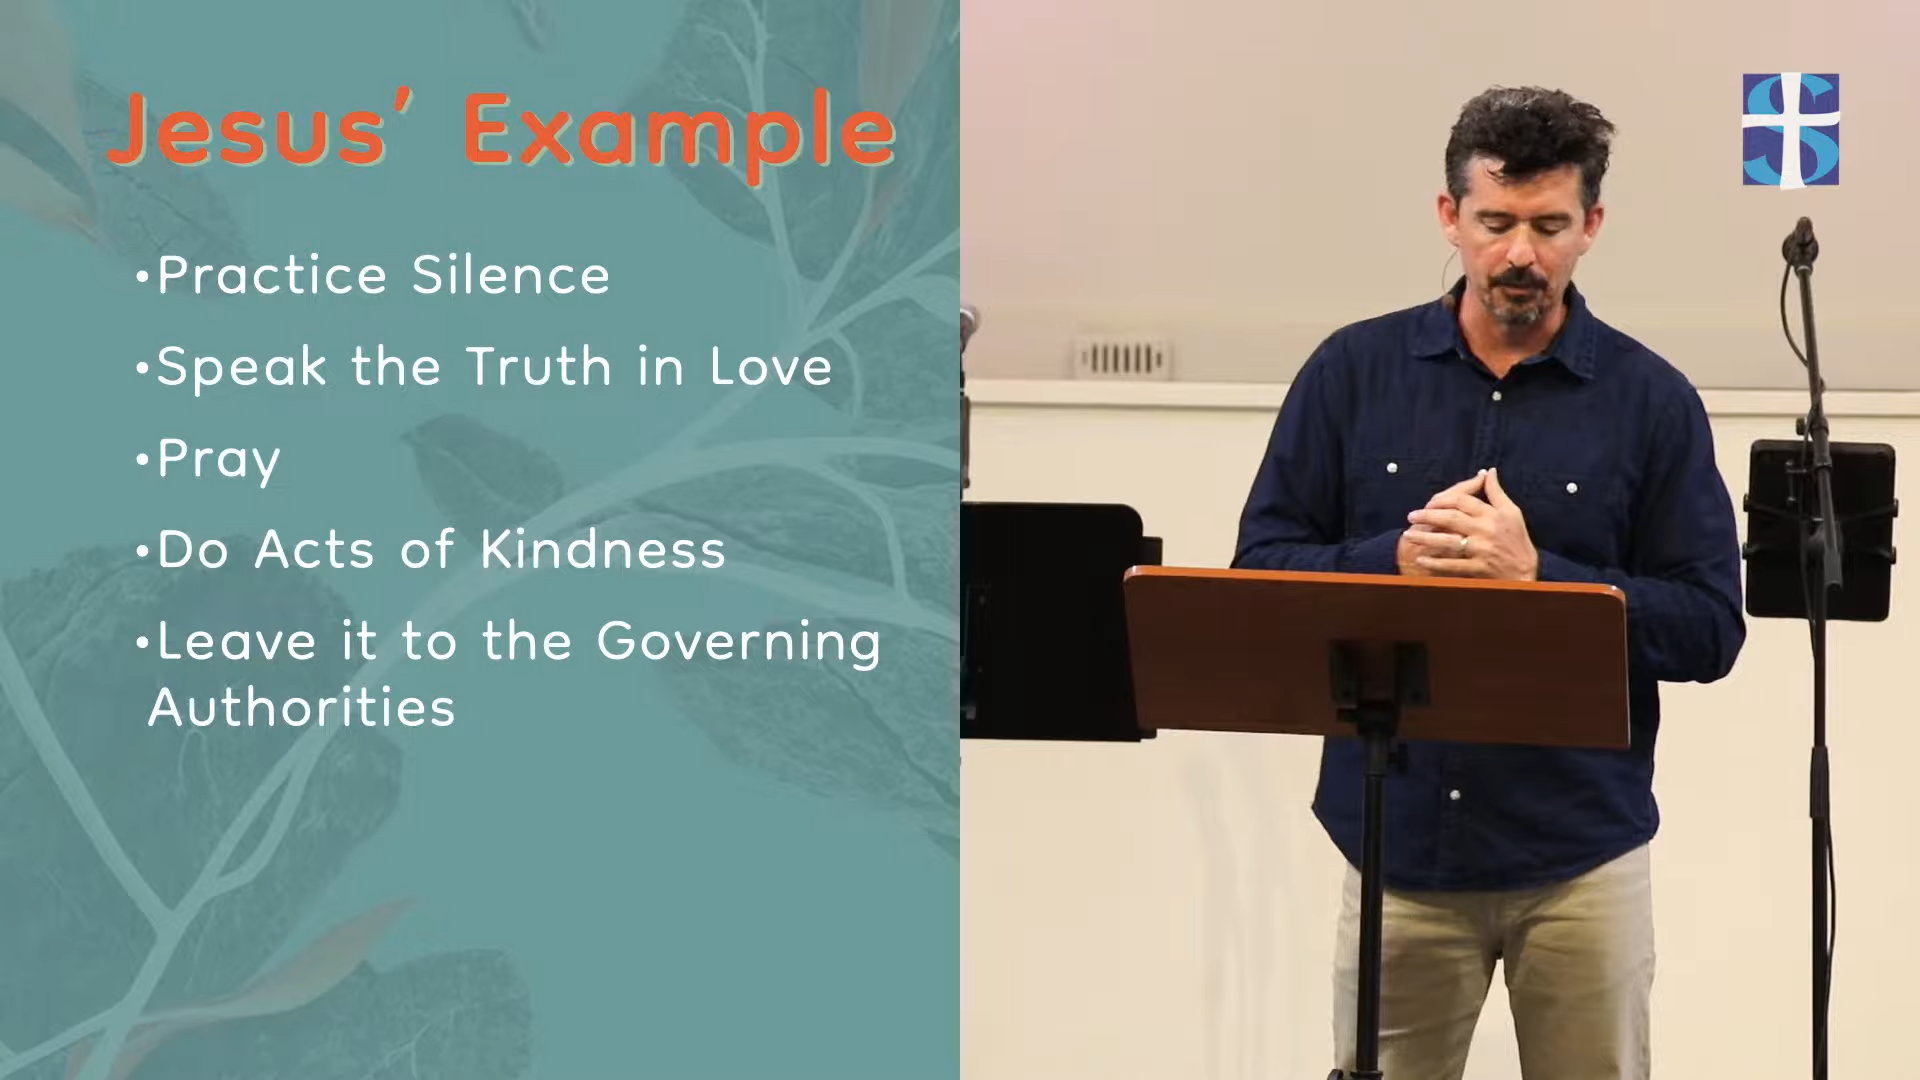 Jesus’ Example
•Practice Silence
•Speak the Truth in Love
•Pray
•Do Acts of Kindness
•Leave it to the Governing
Authorities
S